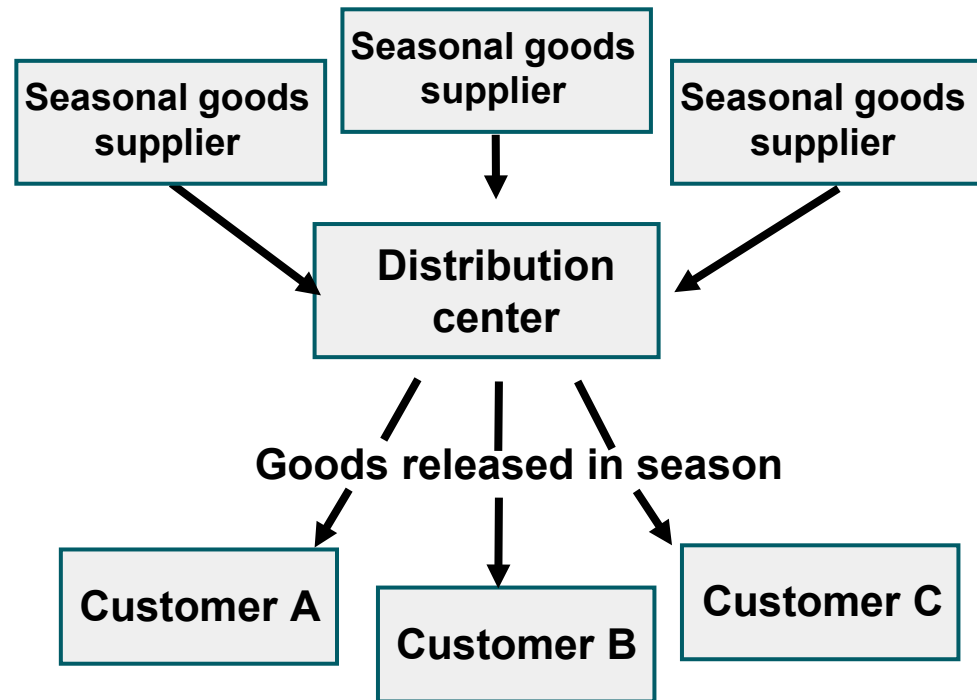 Seasonal goods
supplier
Seasonal goods
supplier
Seasonal goods
supplier
Distribution
center
Goods released in season
Customer A
Customer B
Customer C